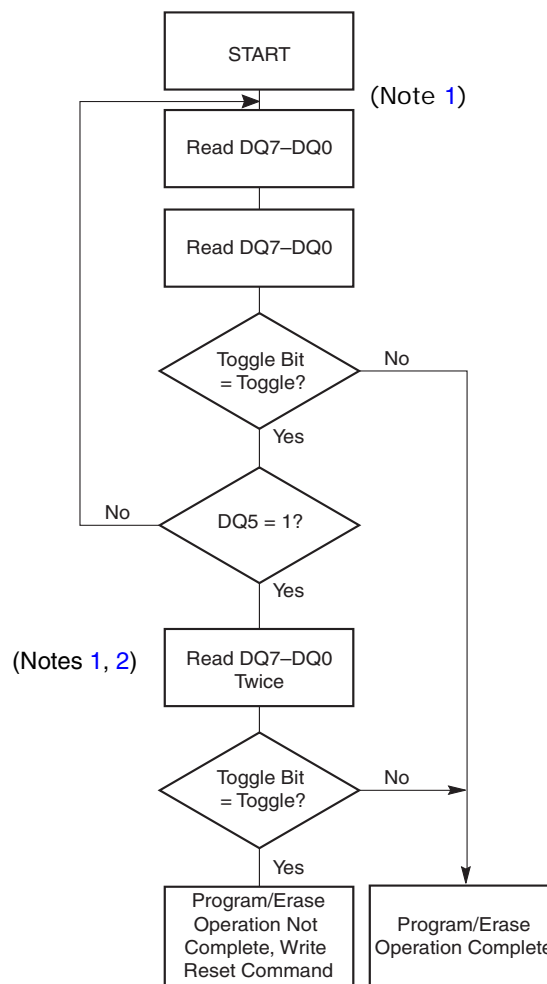 START
(Note 1)
Read DQ7–DQ0
Read DQ7–DQ0
Toggle Bit
= Toggle?
No
Yes
No
DQ5 = 1?
Yes
(Notes 1, 2)
Read DQ7–DQ0
Twice
Toggle Bit
= Toggle?
No
Yes
Program/Erase
Operation Not
Complete, Write
Reset Command
Program/Erase
Operation Complete